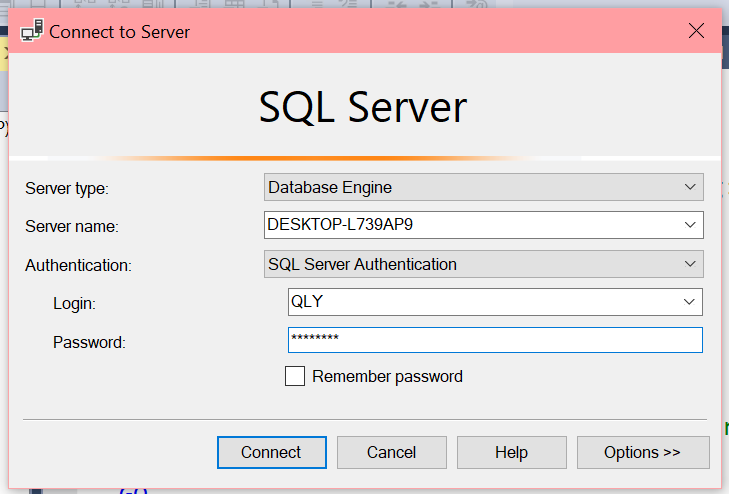 Connect to Server
SQL Server
Server type:
Database Engine
Server name:
DESKTOP-L739AP9
Authentication:
SQL Server Authentication
Login:
QLY
Password:
********
Remember password
Connect
Cancel
Help
Options >>